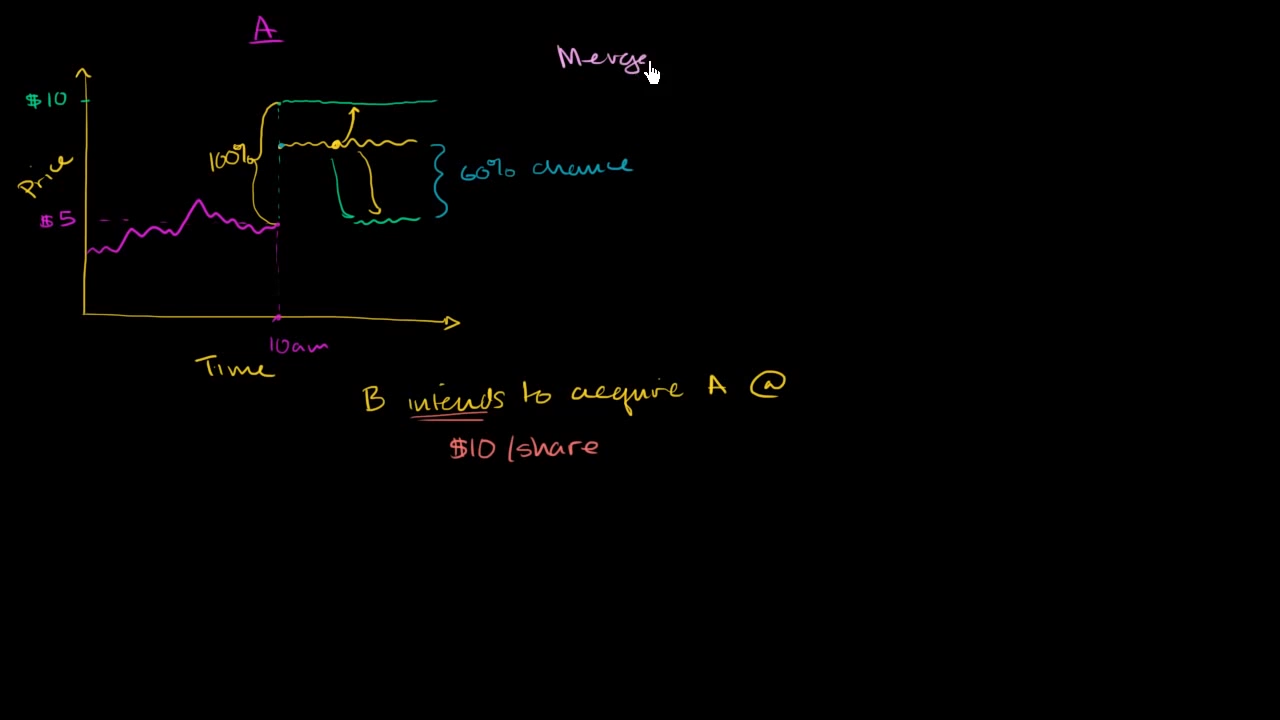 A
Merge
$10
Price
100%
60% chance
$5
10am
Time
B intends to acquire A @
$10 /share